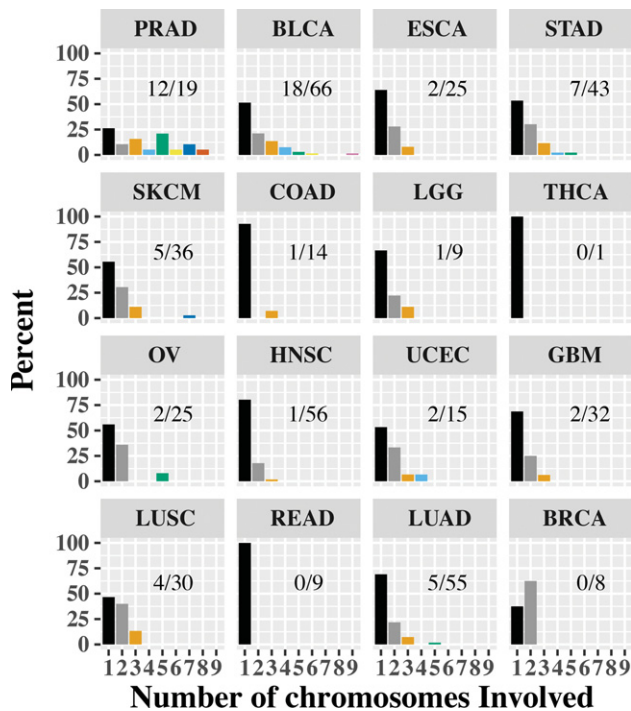 PRAD BLCA ESCA STAD
100
75
50
25
0
12/19 18/66 2/25 7/43
SKCM COAD LGG THCA
100
75
50
25
0
5/36 1/14 1/9 0/1
OV HNSC UCEC GBM
100
75
50
25
0
2/25 1/56 2/15 2/32
LUSC READ LUAD BRCA
100
75
50
25
0
4/30 0/9 5/55 0/8
123456789 123456789 123456789 123456789
Percent
Number of chromosomes Involved